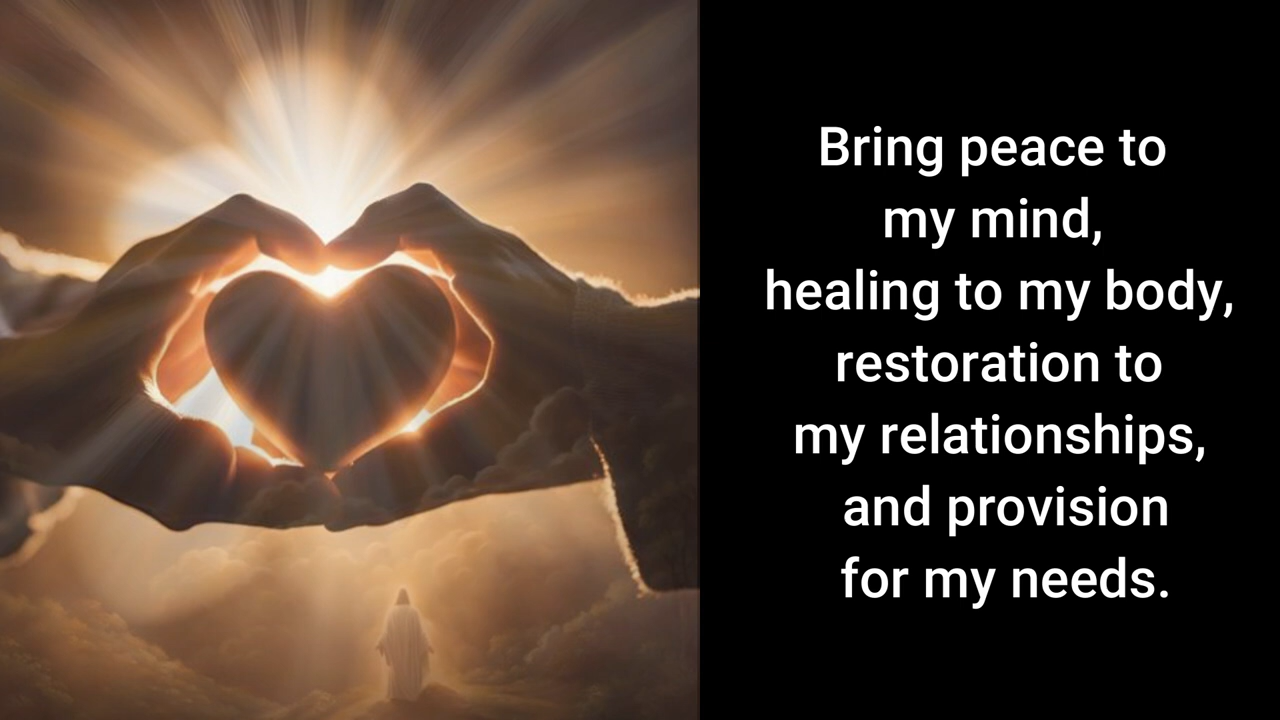 Bring peace to
my mind,
healing to my body,
restoration to
my relationships,
and provision
for my needs.